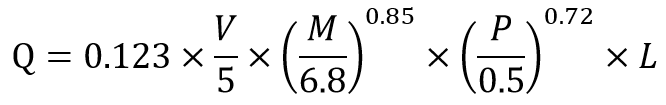 Q = 0.123 × V/5 × (M/6.8)^0.85 × (P/0.5)^0.72 × L